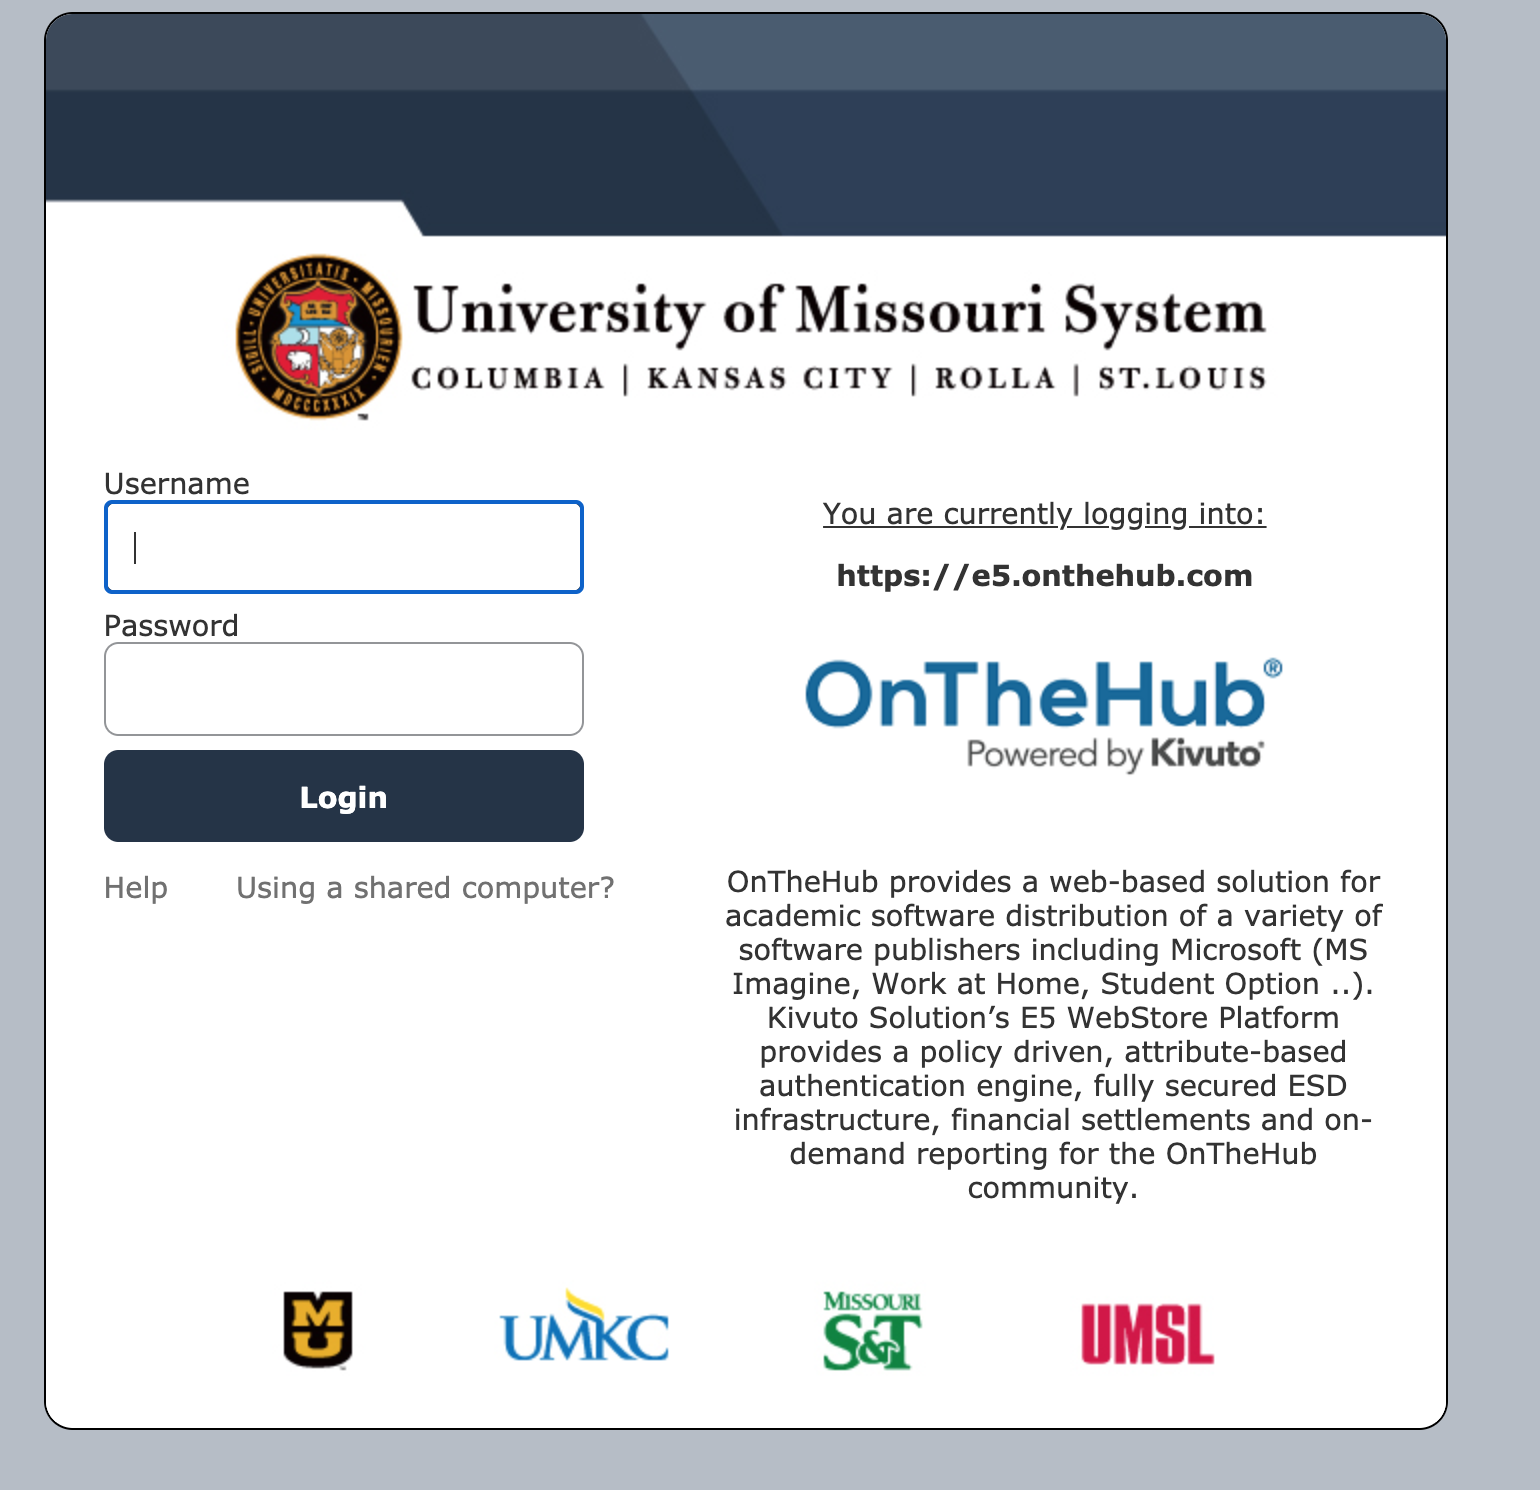 SIGILL · UNIVERSITATIS · MISSOURIEN ·
MDCCCXXXIX
™
University of Missouri System
COLUMBIA | KANSAS CITY | ROLLA | ST.LOUIS
Username
Password
Login
Help
Using a shared computer?
You are currently logging into:
https://e5.onthehub.com
OnTheHub®
Powered by Kivuto
OnTheHub provides a web-based solution for
academic software distribution of a variety of
software publishers including Microsoft (MS
Imagine, Work at Home, Student Option ..).
Kivuto Solution’s E5 WebStore Platform
provides a policy driven, attribute-based
authentication engine, fully secured ESD
infrastructure, financial settlements and on-
demand reporting for the OnTheHub
community.
MU
UMKC
MISSOURI
S&T
UMSL